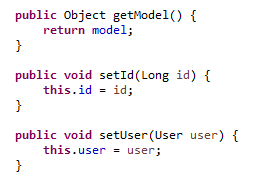 public Object getModel() {
    return model;
}

public void setId(Long id) {
    this.id = id;
}

public void setUser(User user) {
    this.user = user;
}